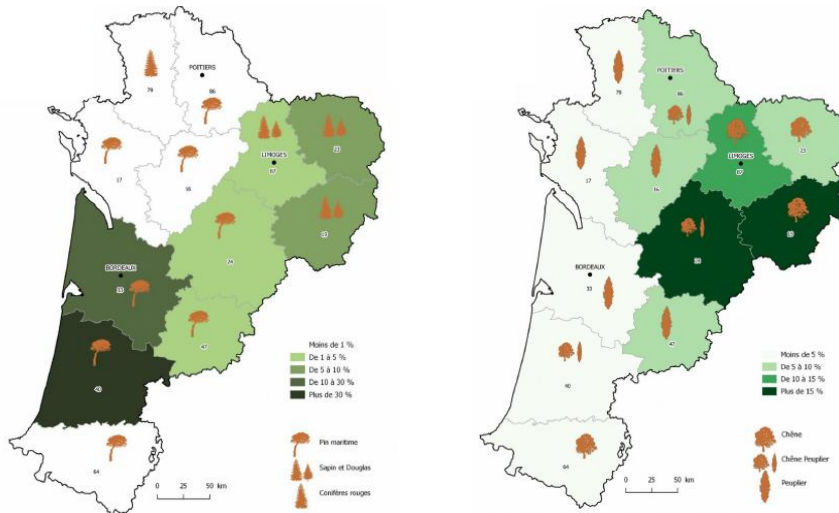 POITIERS
79
86
17
16
LIMOGES
87
23
19
24
BORDEAUX
33
47
40
64
Moins de 1 %
De 1 à 5 %
De 5 à 10 %
De 10 à 30 %
Plus de 30 %
Pin maritime
Sapin et Douglas
Conifères rouges
0 25 50 km
POITIERS
79
86
17
16
LIMOGES
87
23
19
24
BORDEAUX
33
47
40
64
Moins de 5 %
De 5 à 10 %
De 10 à 15 %
Plus de 15 %
Chêne
Chêne Peuplier
Peuplier
0 25 50 km